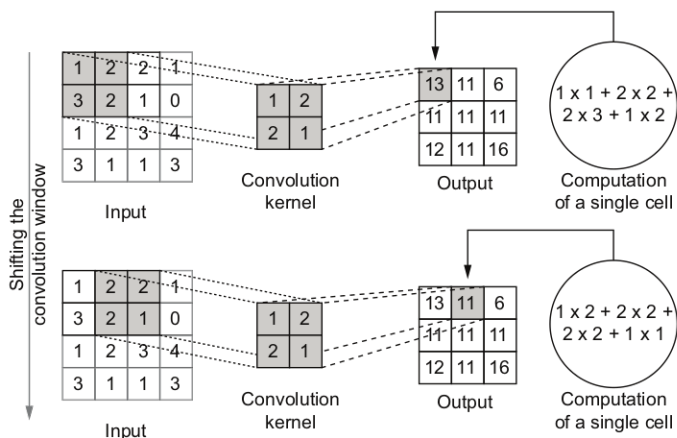 Shifting the
convolution window
1 2 2 1
3 2 1 0
1 2 3 4
3 1 1 3
Input
1 2
2 1
Convolution
kernel
13 11 6
11 11 11
12 11 16
Output
1 x 1 + 2 x 2 +
2 x 3 + 1 x 2
Computation
of a single cell
1 2 2 1
3 2 1 0
1 2 3 4
3 1 1 3
Input
1 2
2 1
Convolution
kernel
13 11 6
11 11 11
12 11 16
Output
1 x 2 + 2 x 2 +
2 x 2 + 1 x 1
Computation
of a single cell